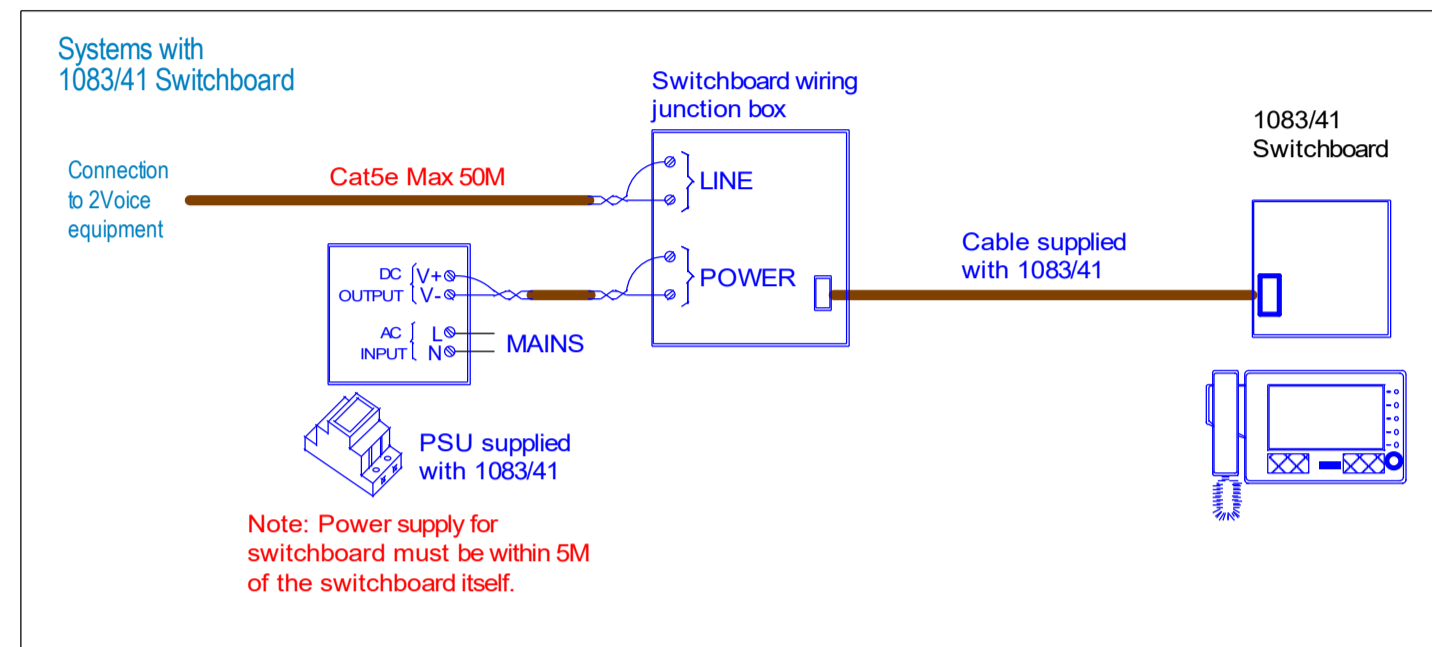 Systems with
1083/41 Switchboard
Switchboard wiring
junction box
1083/41
Switchboard
Connection
to 2Voice
equipment
Cat5e Max 50M
LINE
DC
OUTPUT
V+
V-
AC
INPUT
L
N
MAINS
POWER
Cable supplied
with 1083/41
PSU supplied
with 1083/41
Note: Power supply for
switchboard must be within 5M
of the switchboard itself.